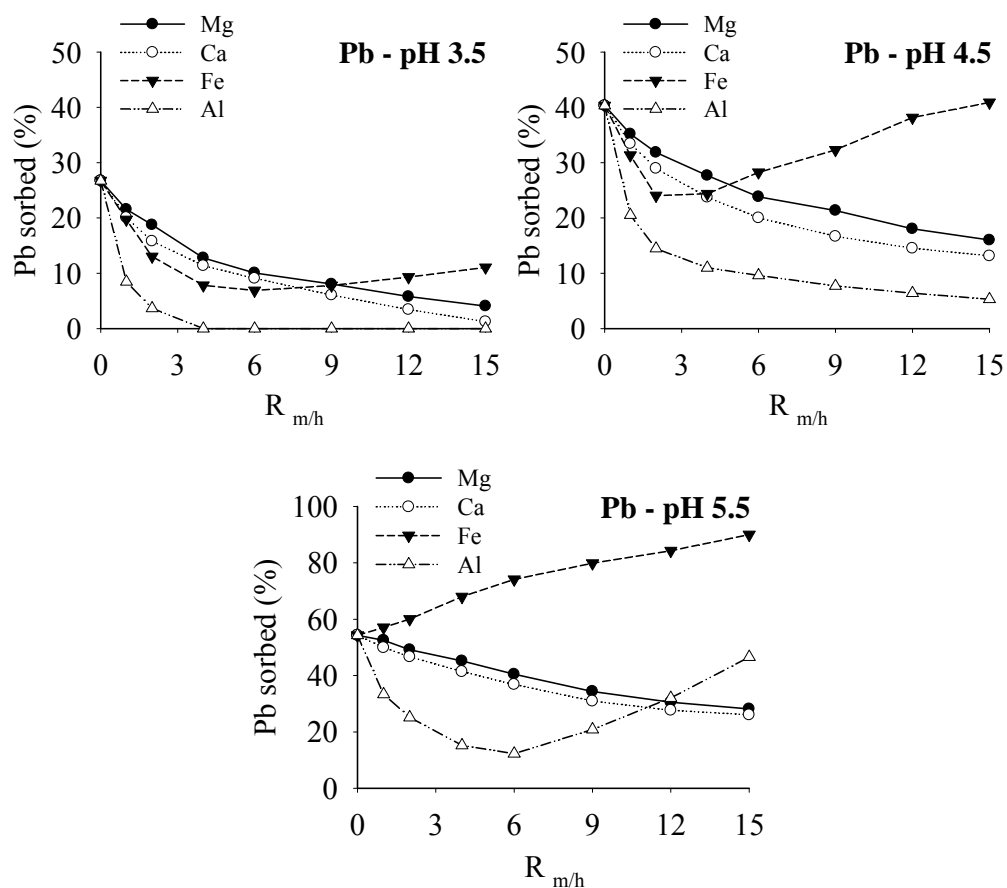 Mg
Ca
Fe
Al
Pb - pH 3.5
Pb sorbed (%)
50
40
30
20
10
0
0 3 6 9 12 15
R m/h
Mg
Ca
Fe
Al
Pb - pH 4.5
Pb sorbed (%)
50
40
30
20
10
0
0 3 6 9 12 15
R m/h
Mg
Ca
Fe
Al
Pb - pH 5.5
Pb sorbed (%)
100
80
60
40
20
0
0 3 6 9 12 15
R m/h